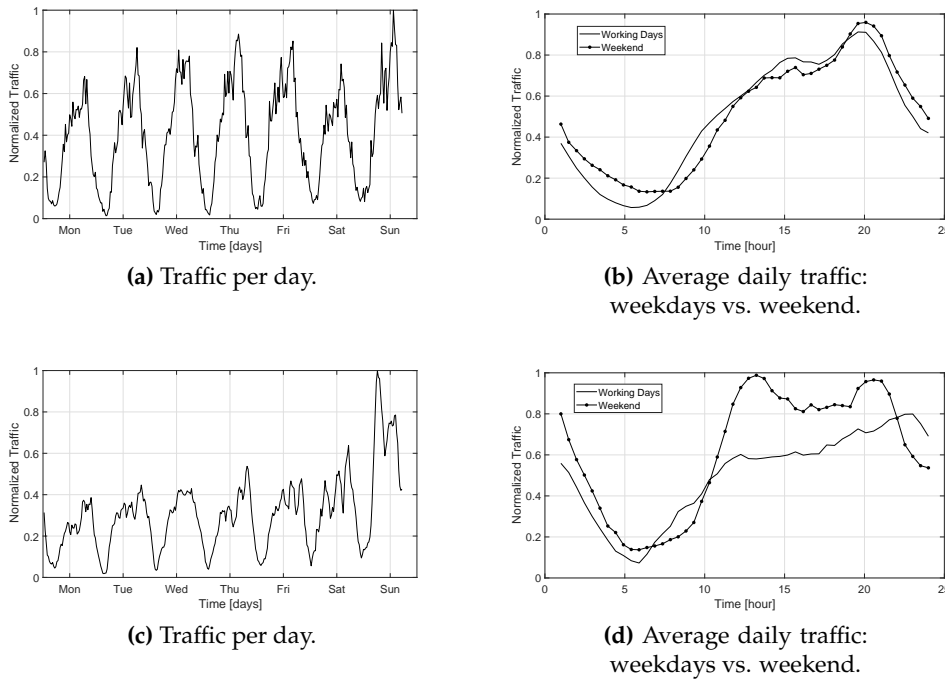 1
0.8
0.6
0.4
0.2
0
Normalized Traffic
Mon Tue Wed Thu Fri Sat Sun
Time [days]
(a) Traffic per day.
1
0.8
0.6
0.4
0.2
0
Normalized Traffic
Working Days
Weekend
0 5 10 15 20 25
Time [hour]
(b) Average daily traffic:
weekdays vs. weekend.
1
0.8
0.6
0.4
0.2
0
Normalized Traffic
Mon Tue Wed Thu Fri Sat Sun
Time [days]
(c) Traffic per day.
1
0.8
0.6
0.4
0.2
0
Normalized Traffic
Working Days
Weekend
0 5 10 15 20 25
Time [hour]
(d) Average daily traffic:
weekdays vs. weekend.